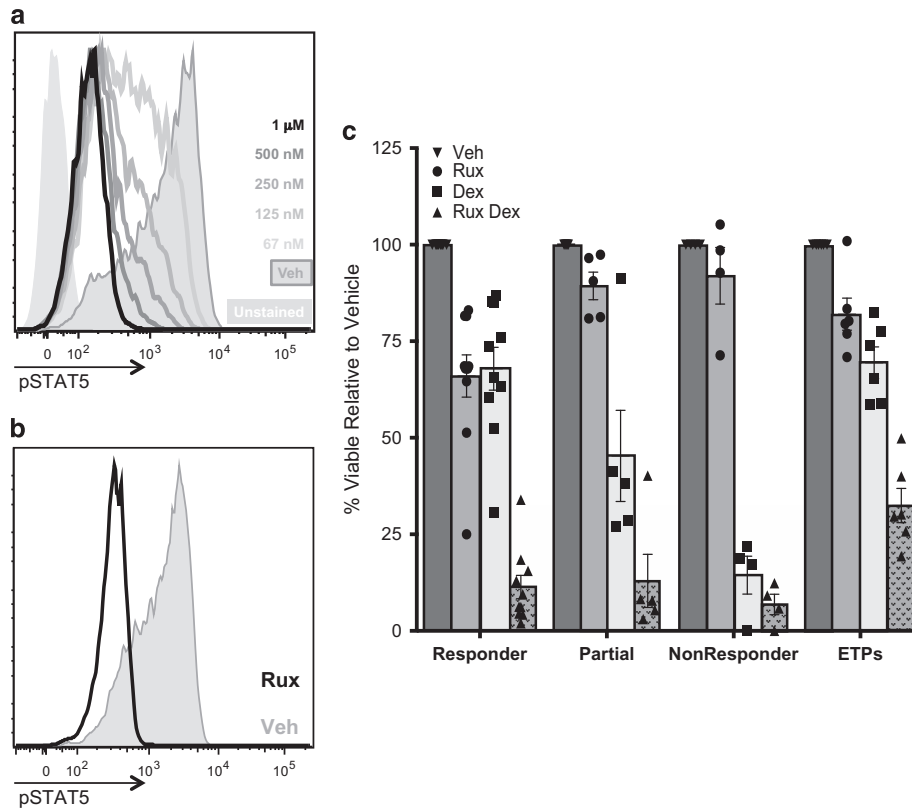 a
1 μM
500 nM
250 nM
125 nM
67 nM
Veh
Unstained
0 10² 10³ 10⁴ 10⁵
pSTAT5
b
Rux
Veh
0 10² 10³ 10⁴ 10⁵
pSTAT5
c
% Viable Relative to Vehicle
125
100
75
50
25
0
Veh
Rux
Dex
Rux Dex
Responder Partial NonResponder ETPs